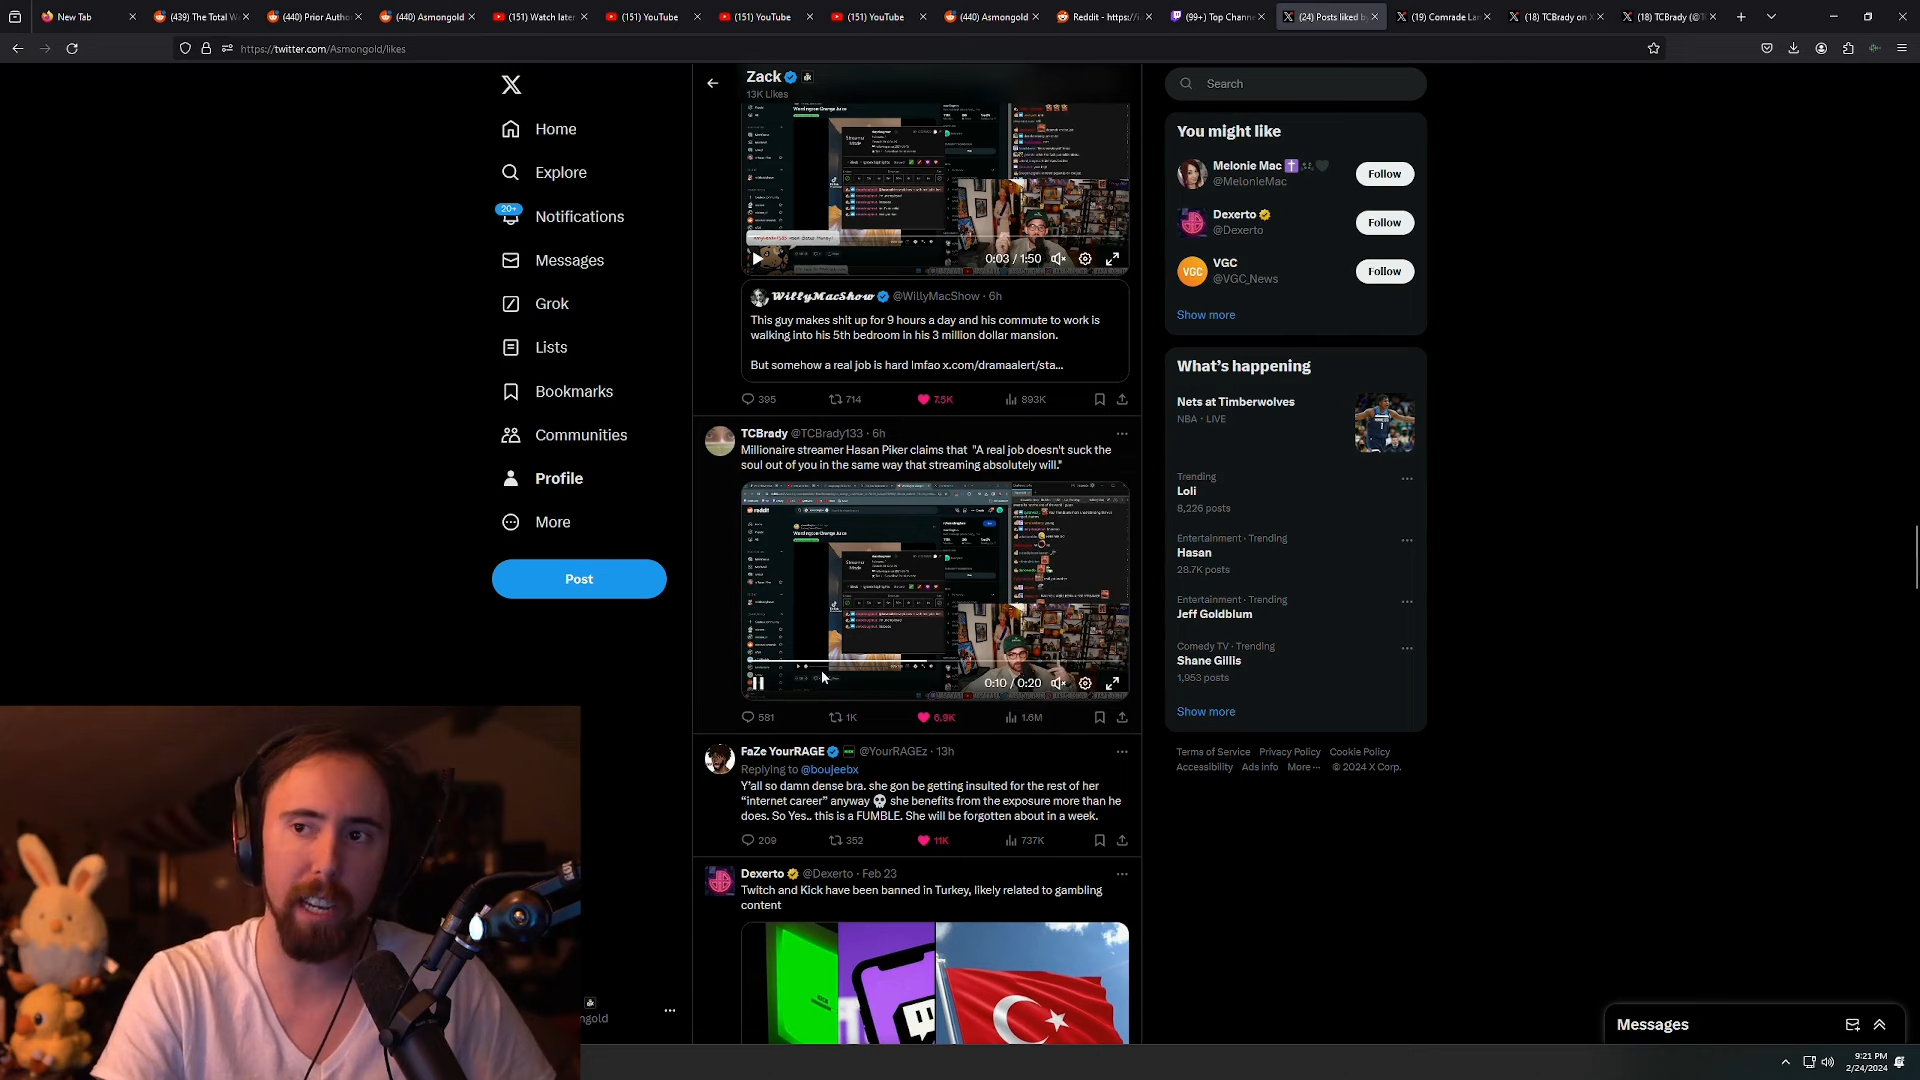 New Tab
(439) The Total W
(440) Prior Autho
(440) Asmongold
(151) Watch later
(151) YouTube
(151) YouTube
(151) YouTube
(440) Asmongold
Reddit - https://i.
(99+) Top Chann
(24) Posts liked by
(19) Comrade La
(18) TCBrady on X
(18) TCBrady (@T
https://twitter.com/Asmongold/likes
Home
Explore
20+
Notifications
Messages
Grok
Lists
Bookmarks
Communities
Profile
More
Post
Zack
13K Likes
Wordington Orange Juice
0:03 / 1:50
WillyMacShow @WillyMacShow · 6h
This guy makes shit up for 9 hours a day and his commute to work is
walking into his 5th bedroom in his 3 million dollar mansion.
But somehow a real job is hard lmfao x.com/dramaalert/sta...
395 714 7.5K 893K
TCBrady @TCBrady133 · 6h
Millionaire streamer Hasan Piker claims that "A real job doesn't suck the
soul out of you in the same way that streaming absolutely will."
reddit
Wordington Orange Juice
0:10 / 0:20
581 1K 6.9K 1.6M
FaZe YourRAGE @YourRAGEz · 13h
Replying to @boujeebx
Y'all so damn dense bra. she gon be getting insulted for the rest of her
“internet career” anyway 💀 she benefits from the exposure more than he
does. So Yes.. this is a FUMBLE. She will be forgotten about in a week.
209 352 11K 737K
Dexerto @Dexerto · Feb 23
Twitch and Kick have been banned in Turkey, likely related to gambling
content
Search
You might like
Melonie Mac
@MelonieMac
Follow
Dexerto
@Dexerto
Follow
VGC
VGC
@VGC_News
Follow
Show more
What's happening
Nets at Timberwolves
NBA · LIVE
Trending
Loli
8,226 posts
Entertainment · Trending
Hasan
28.7K posts
Entertainment · Trending
Jeff Goldblum
Comedy TV · Trending
Shane Gillis
1,953 posts
Show more
Terms of Service Privacy Policy Cookie Policy
Accessibility Ads info More ··· © 2024 X Corp.
ngold
Messages
9:21 PM
2/24/2024